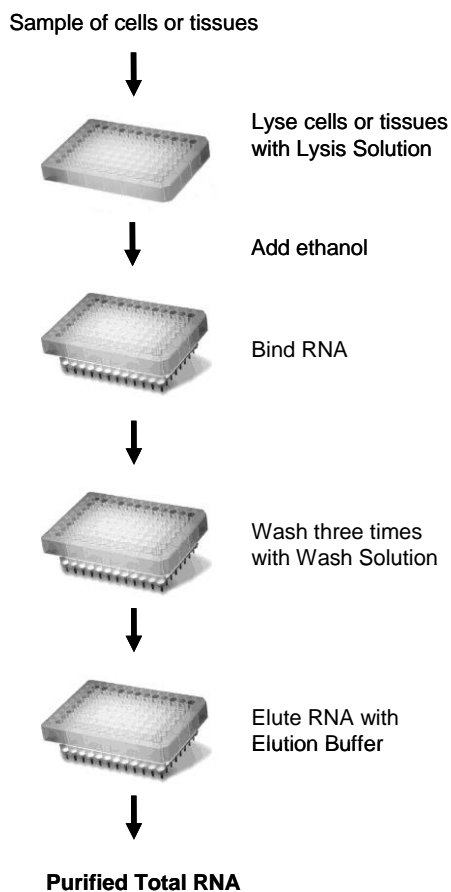 Sample of cells or tissues
Lyse cells or tissues
with Lysis Solution
Add ethanol
Bind RNA
Wash three times
with Wash Solution
Elute RNA with
Elution Buffer
Purified Total RNA